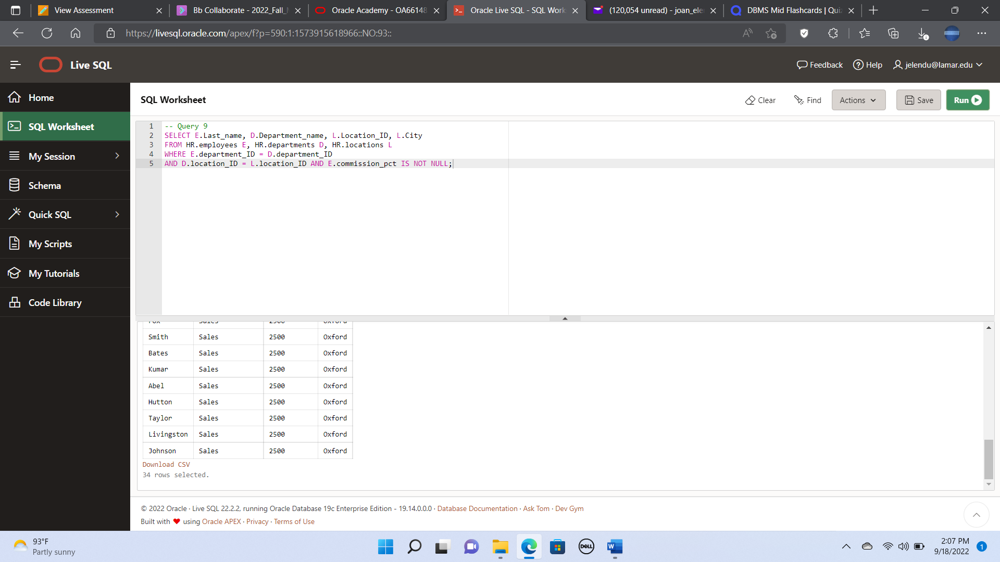 View Assessment
Bb Collaborate - 2022_Fall_
Oracle Academy - OA66148
Oracle Live SQL - SQL Work
(120,054 unread) - joan_ele
DBMS Mid Flashcards | Quiz
https://livesql.oracle.com/apex/f?p=590:1:1573915618966::NO:93::
Live SQL
Feedback
Help
jelendu@lamar.edu
Home
SQL Worksheet
My Session
Schema
Quick SQL
My Scripts
My Tutorials
Code Library
SQL Worksheet
Clear
Find
Actions
Save
Run
1 -- Query 9
2 SELECT E.Last_name, D.Department_name, L.Location_ID, L.City
3 FROM HR.employees E, HR.departments D, HR.locations L
4 WHERE E.department_ID = D.department_ID
5 AND D.location_ID = L.location_ID AND E.commission_pct IS NOT NULL;
Fox Sales 2500 Oxford
Smith Sales 2500 Oxford
Bates Sales 2500 Oxford
Kumar Sales 2500 Oxford
Abel Sales 2500 Oxford
Hutton Sales 2500 Oxford
Taylor Sales 2500 Oxford
Livingston Sales 2500 Oxford
Johnson Sales 2500 Oxford
Download CSV
34 rows selected.
© 2022 Oracle · Live SQL 22.2.2, running Oracle Database 19c Enterprise Edition - 19.14.0.0.0 · Database Documentation · Ask Tom · Dev Gym
Built with ❤ using Oracle APEX · Privacy · Terms of Use
93°F
Partly sunny
DELL
W
2:07 PM
9/18/2022
1